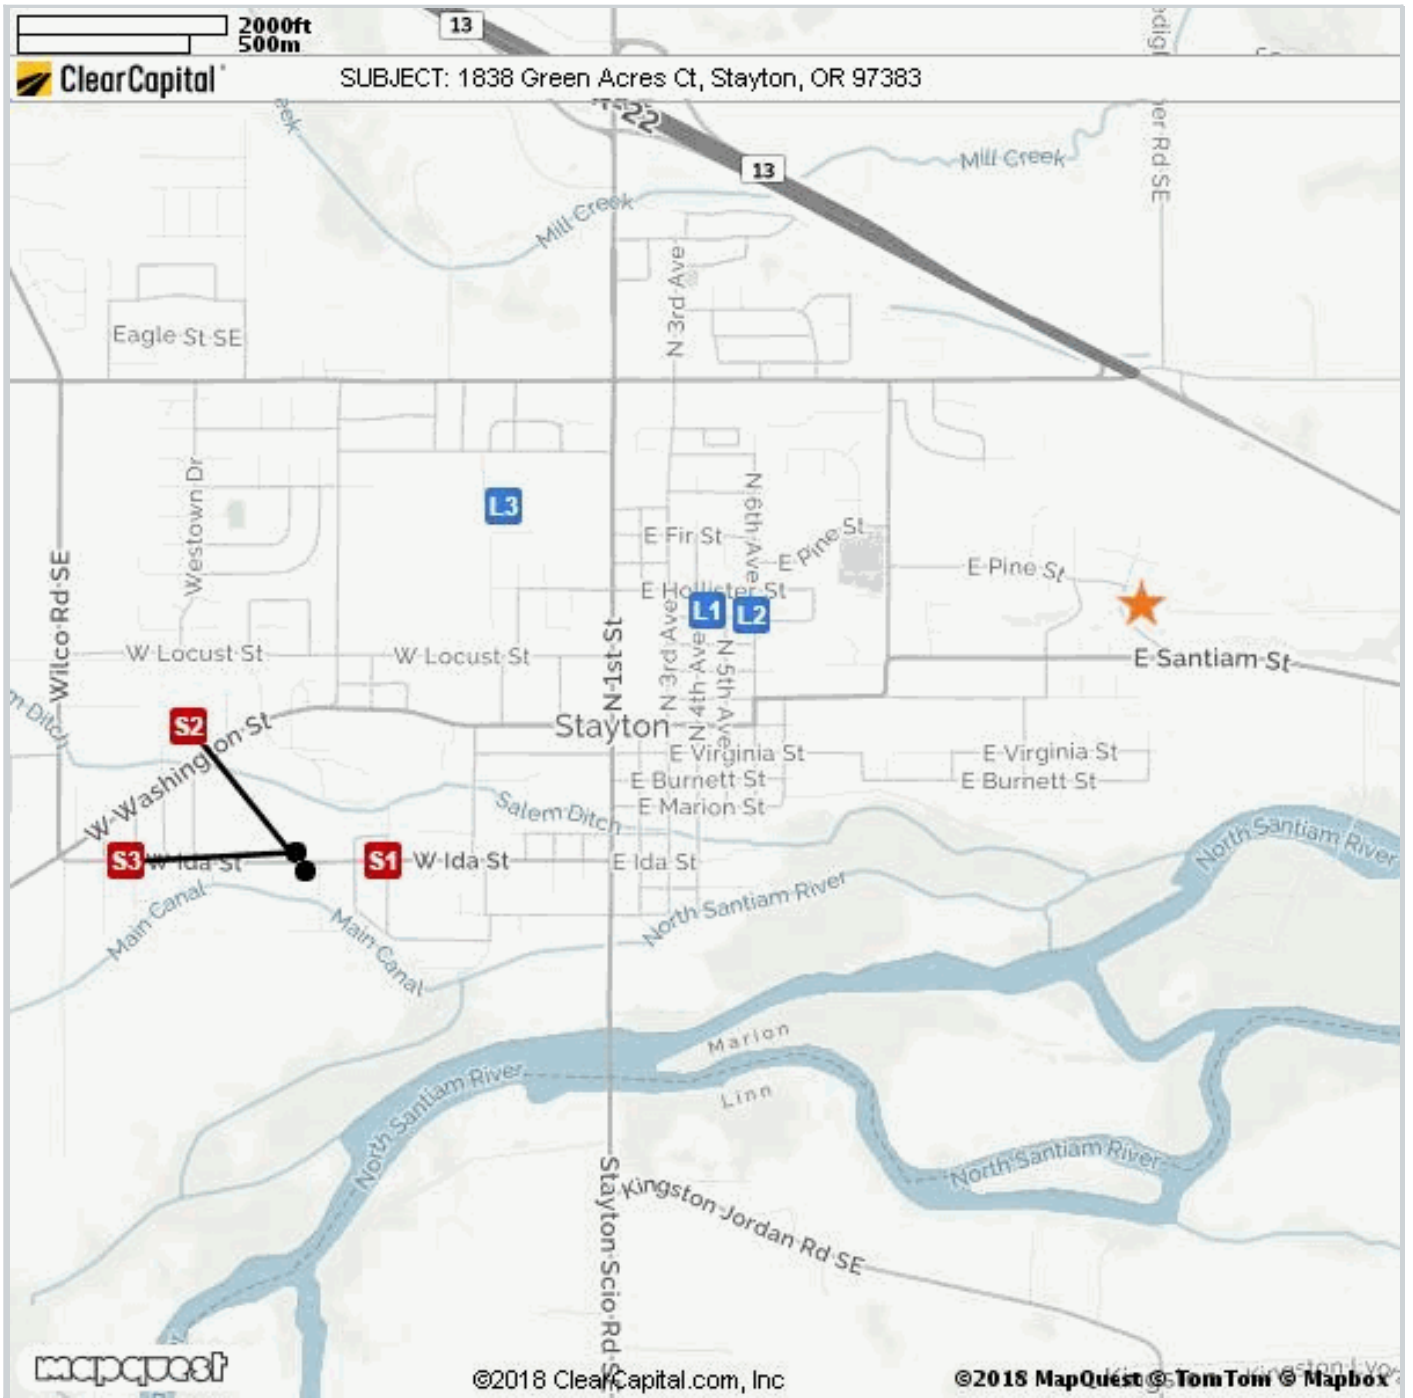 2000ft
500m
13
ClearCapital
SUBJECT: 1838 Green Acres Ct, Stayton, OR 97383
22
13
Mill Creek
Mill Creek
N 3rd Ave
Eagle St SE
Westown Dr
Wilco Rd SE
L3
N 6th Ave
E Fir St
E Pine St
E Pine St
E Hollister St
L1
L2
N 1st St
N 3rd Ave
N 4th Ave
N 5th Ave
W Locust St
W Locust St
E Santiam St
S2
W Washington St
Stayton
E Virginia St
E Virginia St
E Burnett St
E Burnett St
E Marion St
Salem Ditch
North Santiam River
S3
W Ida St
S1
W Ida St
E Ida St
Main Canal
Main Canal
North Santiam River
Marion
Linn
North Santiam River
North Santiam River
Stayton Scio Rd
Kingston Jordan Rd SE
mapquest
©2018 ClearCapital.com, Inc
©2018 MapQuest © TomTom © Mapbox